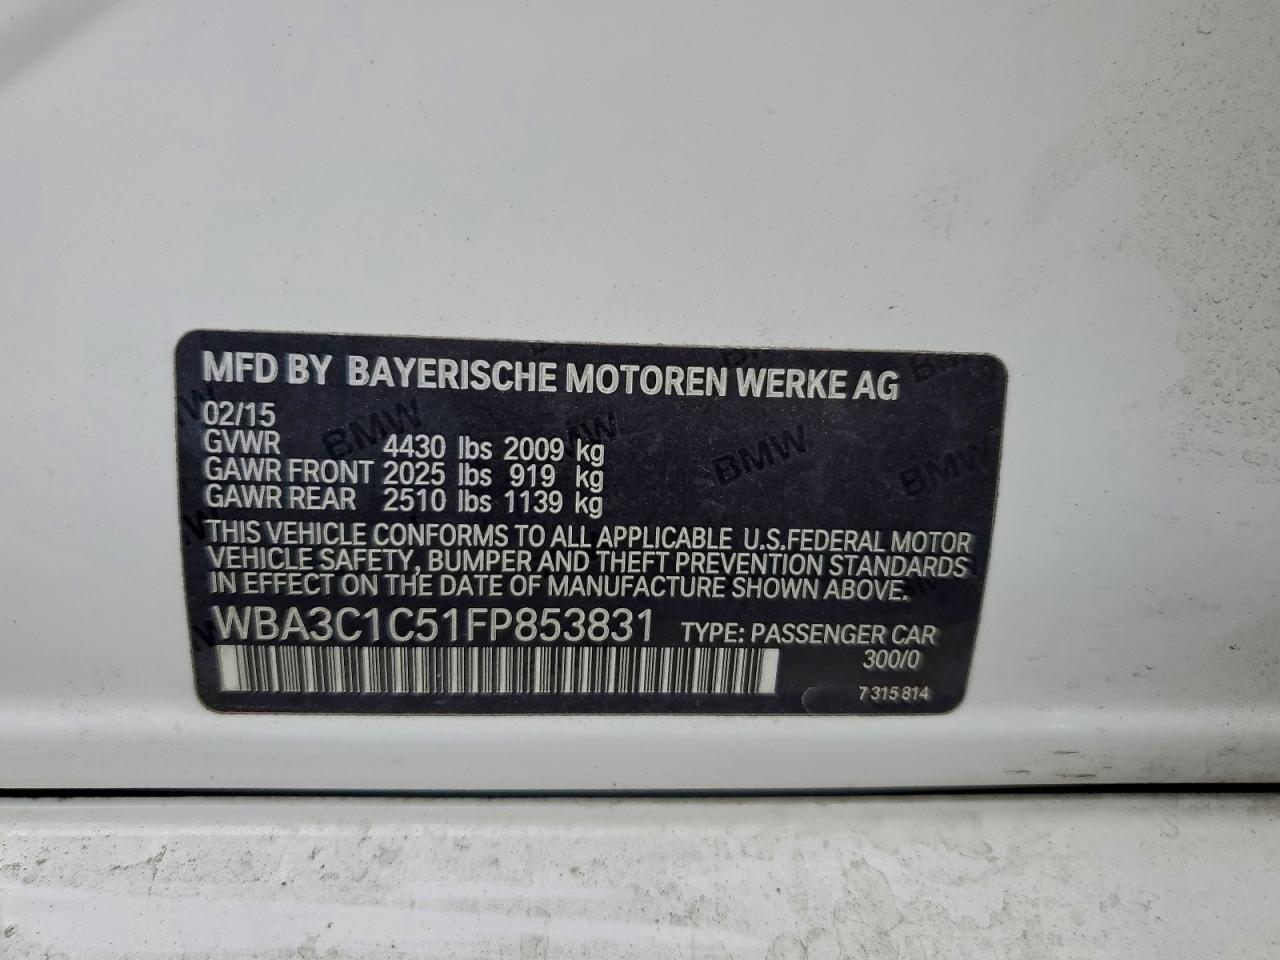 MFD BY BAYERISCHE MOTOREN WERKE AG
02/15
GVWR 4430 lbs 2009 kg
GAWR FRONT 2025 lbs 919 kg
GAWR REAR 2510 lbs 1139 kg
THIS VEHICLE CONFORMS TO ALL APPLICABLE U.S.FEDERAL MOTOR
VEHICLE SAFETY, BUMPER AND THEFT PREVENTION STANDARDS
IN EFFECT ON THE DATE OF MANUFACTURE SHOWN ABOVE.
WBA3C1C51FP853831 TYPE: PASSENGER CAR
300/0
7 315 814
BMW
BMW
BMW